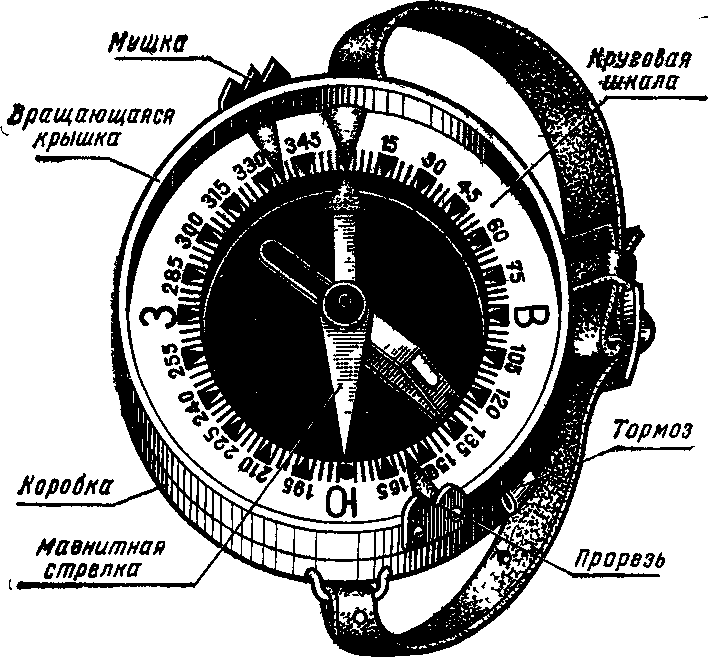 Мушка
Круговая
шкала
Вращающаяся
крышка
345
15
30
45
60
75
В
105
120
135
150
165
Ю
195
210
225
240
255
З
285
300
315
330
Тормоз
Коробка
Магнитная
стрелка
Прорезь